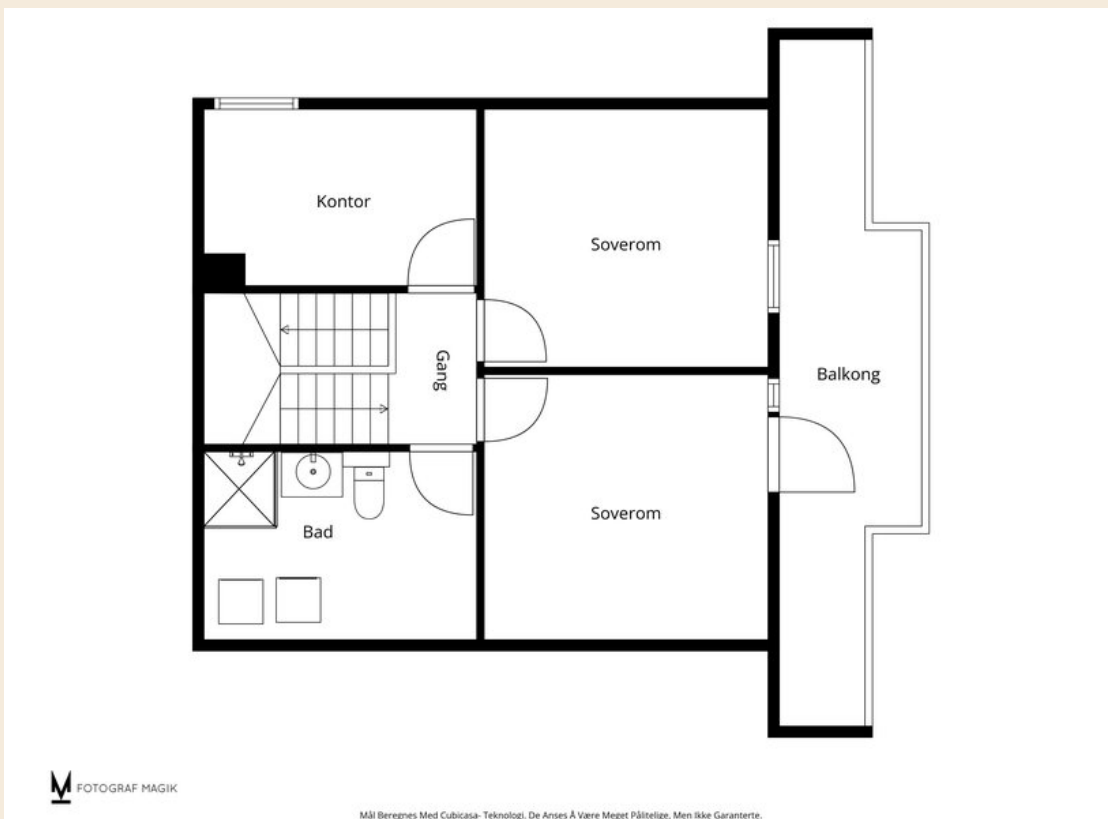 Kontor
Soverom
Gang
Balkong
Soverom
Bad
FOTOGRAF MAGIK
Mål Beregnes Med Cubicasa- Teknologi. De Anses Å Være Meget Pålitelige, Men Ikke Garanterte.